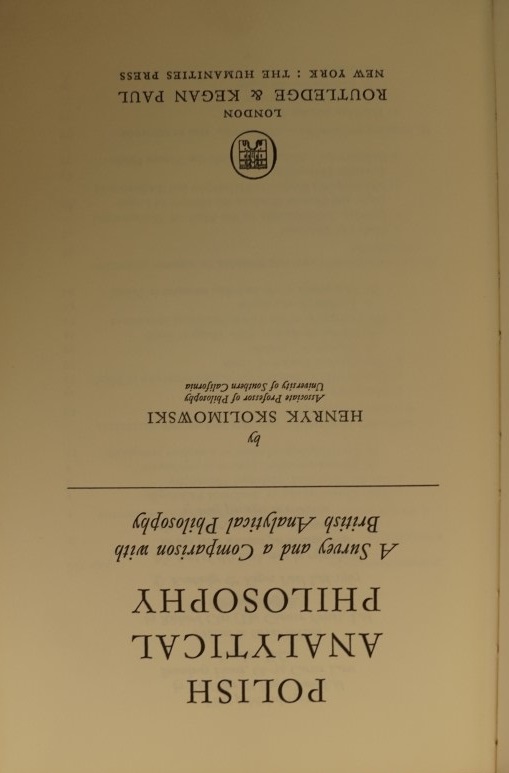 POLISH
ANALYTICAL
PHILOSOPHY
A Survey and a Comparison with
British Analytical Philosophy
by
HENRYK SKOLIMOWSKI
Associate Professor of Philosophy
University of Southern California
LONDON
ROUTLEDGE & KEGAN PAUL
NEW YORK : THE HUMANITIES PRESS